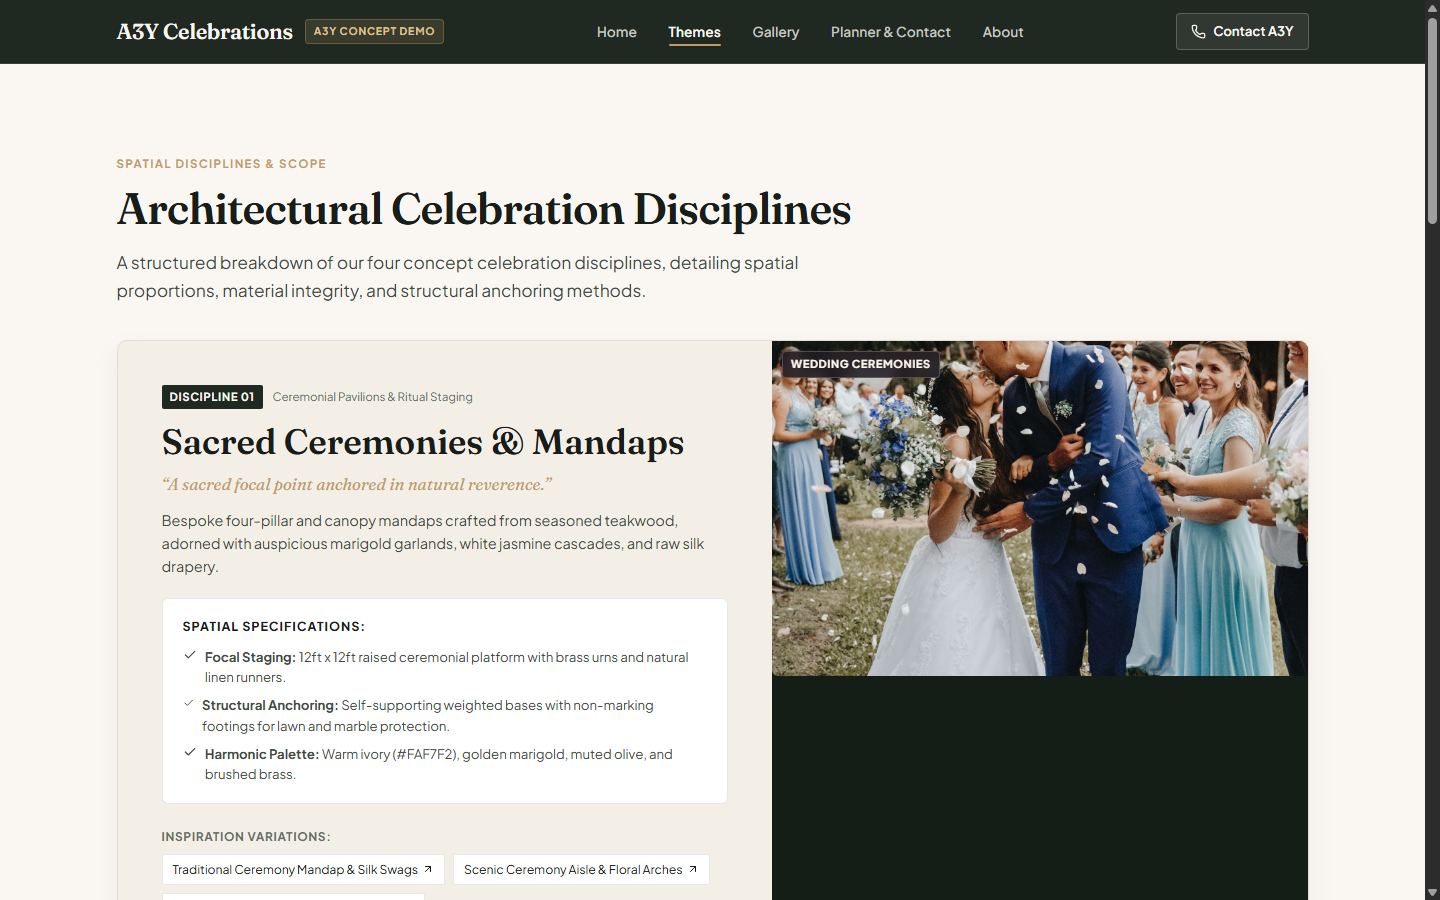 A3Y Celebrations
A3Y CONCEPT DEMO
Home
Themes
Gallery
Planner & Contact
About
Contact A3Y
SPATIAL DISCIPLINES & SCOPE
Architectural Celebration Disciplines
A structured breakdown of our four concept celebration disciplines, detailing spatial
proportions, material integrity, and structural anchoring methods.
DISCIPLINE 01
Ceremonial Pavilions & Ritual Staging
Sacred Ceremonies & Mandaps
“A sacred focal point anchored in natural reverence.”
Bespoke four-pillar and canopy mandaps crafted from seasoned teakwood,
adorned with auspicious marigold garlands, white jasmine cascades, and raw silk
drapery.
SPATIAL SPECIFICATIONS:
Focal Staging: 12ft x 12ft raised ceremonial platform with brass urns and natural
linen runners.
Structural Anchoring: Self-supporting weighted bases with non-marking
footings for lawn and marble protection.
Harmonic Palette: Warm ivory (#FAF7F2), golden marigold, muted olive, and
brushed brass.
INSPIRATION VARIATIONS:
Traditional Ceremony Mandap & Silk Swags
Scenic Ceremony Aisle & Floral Arches
WEDDING CEREMONIES